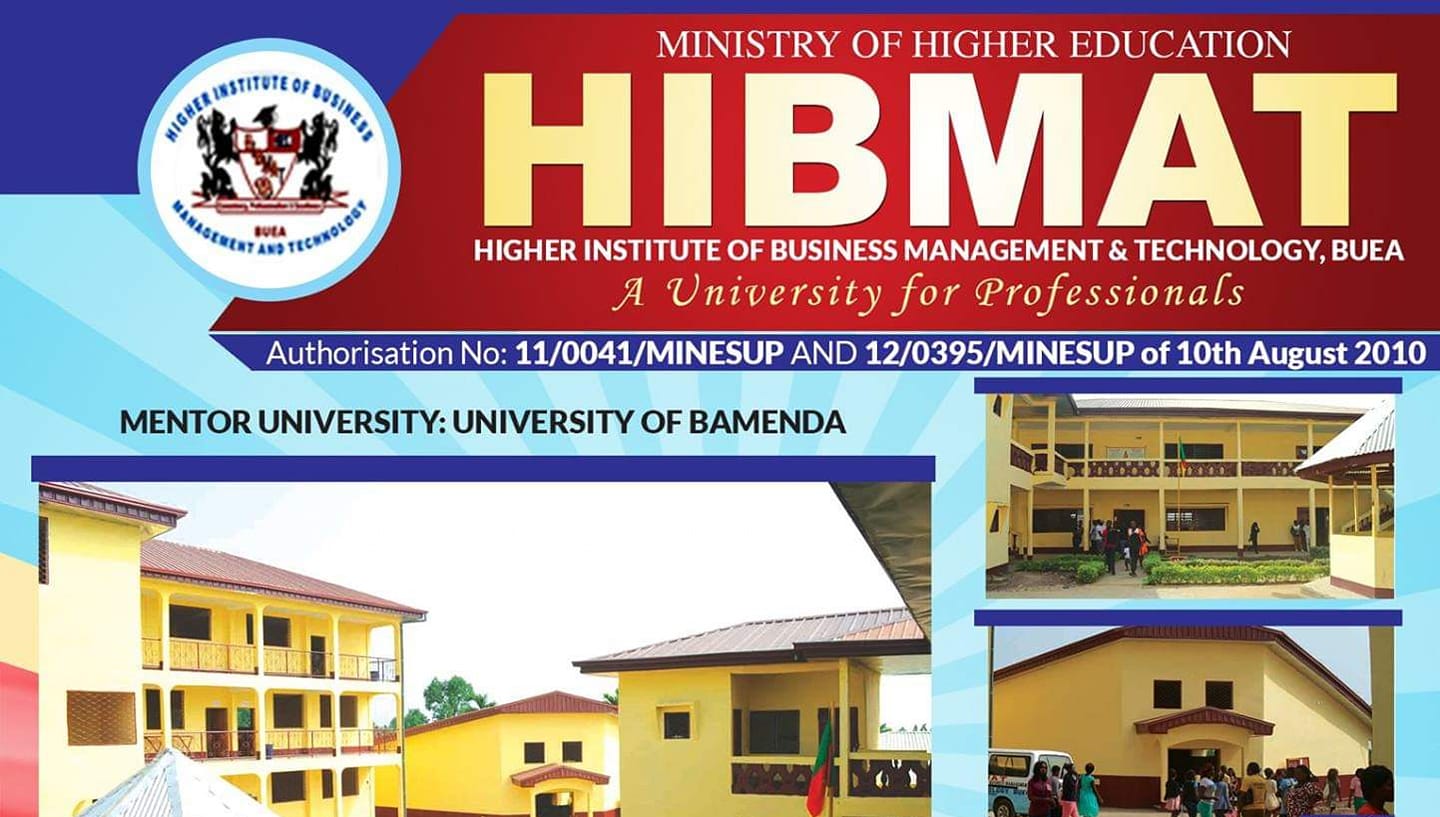 MINISTRY OF HIGHER EDUCATION
HIBMAT
HIGHER INSTITUTE OF BUSINESS MANAGEMENT & TECHNOLOGY, BUEA
A University for Professionals
Authorisation No: 11/0041/MINESUP AND 12/0395/MINESUP of 10th August 2010
HIGHER INSTITUTE OF BUSINESS
MANAGEMENT AND TECHNOLOGY
BUEA
MENTOR UNIVERSITY: UNIVERSITY OF BAMENDA